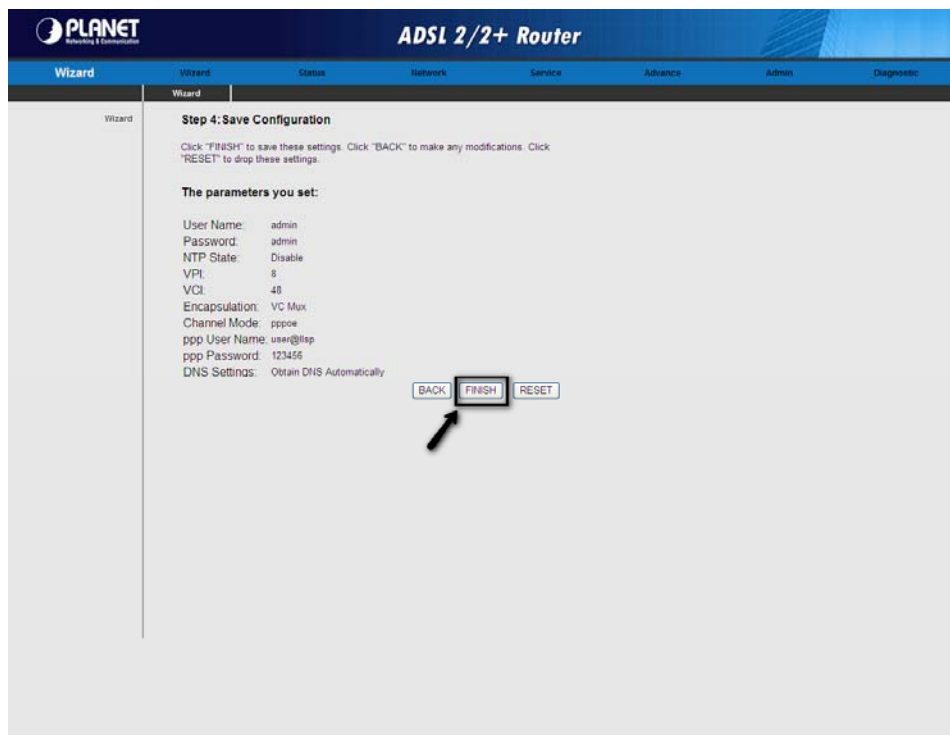 PLANET
Networking & Communication
ADSL 2/2+ Router
Wizard
Wizard Status Network Service Advance Admin Diagnostic
Wizard
Wizard
Step 4:Save Configuration
Click "FINISH" to save these settings. Click "BACK" to make any modifications. Click
"RESET" to drop these settings.
The parameters you set:
User Name: admin
Password: admin
NTP State: Disable
VPI: 8
VCI: 48
Encapsulation: VC Mux
Channel Mode: pppoe
ppp User Name: user@llsp
ppp Password: 123456
DNS Settings: Obtain DNS Automatically
BACK FINISH RESET